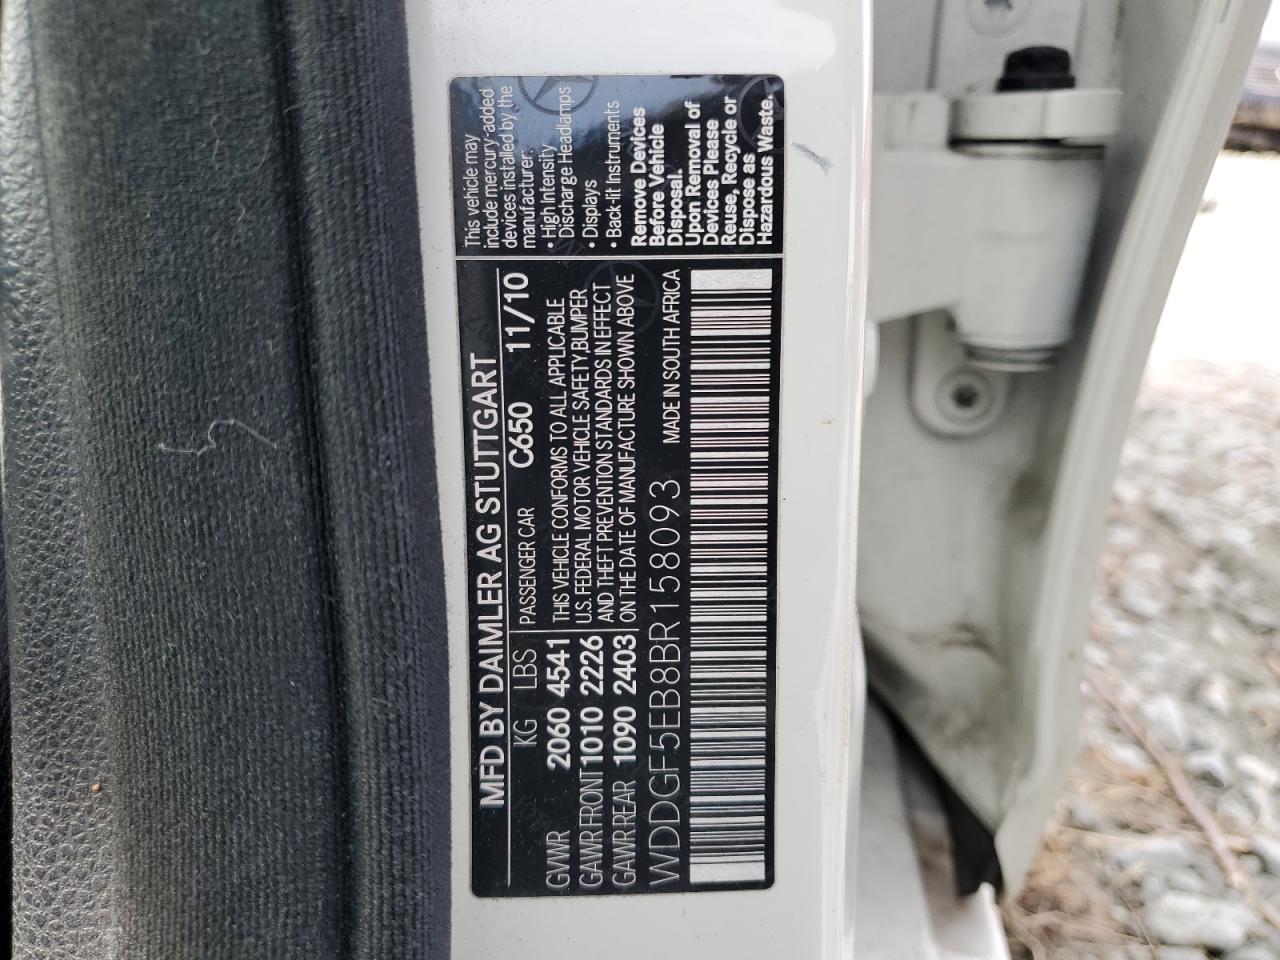 MFD BY DAIMLER AG STUTTGART
KG LBS PASSENGER CAR C650 11/10
GVWR 2060 4541
GAWR FRONT 1010 2226
GAWR REAR 1090 2403
THIS VEHICLE CONFORMS TO ALL APPLICABLE
U.S. FEDERAL MOTOR VEHICLE SAFETY,BUMPER
AND THEFT PREVENTION STANDARDS IN EFFECT
ON THE DATE OF MANUFACTURE SHOWN ABOVE
WDDGF5EB8BR158093 MADE IN SOUTH AFRICA
This vehicle may
include mercury-added
devices installed by the
manufacturer:
• High Intensity
Discharge Headlamps
• Displays
• Back-lit Instruments
Remove Devices
Before Vehicle
Disposal.
Upon Removal of
Devices Please
Reuse, Recycle or
Dispose as
Hazardous Waste.